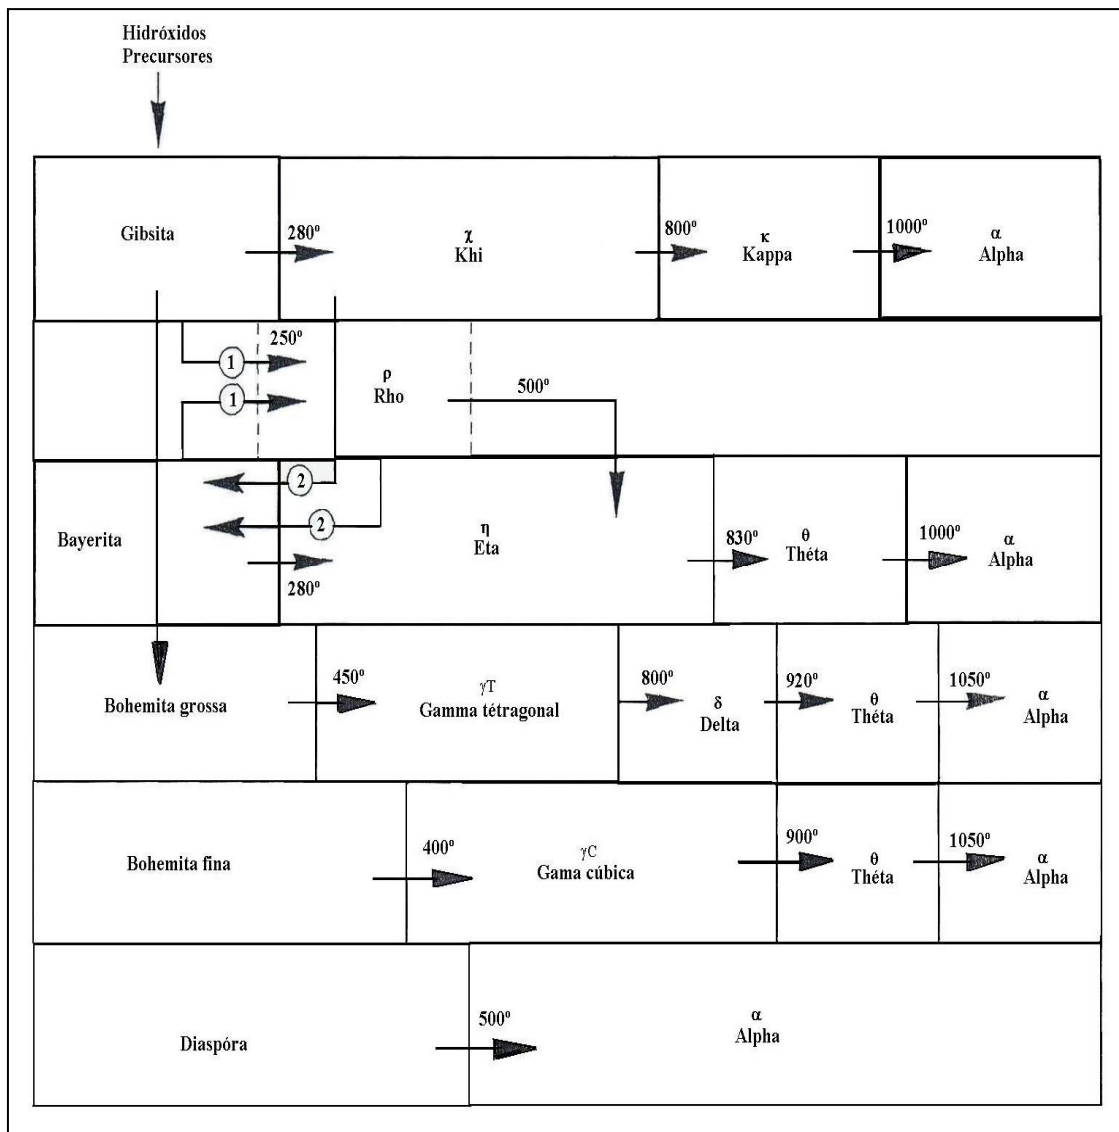 Hidróxidos
Precursores
Gibsita
280º
χ
Khi
800º
κ
Kappa
1000º
α
Alpha
1
250º
1
ρ
Rho
500º
Bayerita
2
2
280º
η
Eta
830º
θ
Théta
1000º
α
Alpha
Bohemita grossa
450º
γT
Gamma tétragonal
800º
δ
Delta
920º
θ
Théta
1050º
α
Alpha
Bohemita fina
400º
γC
Gama cúbica
900º
θ
Théta
1050º
α
Alpha
Diaspóra
500º
α
Alpha